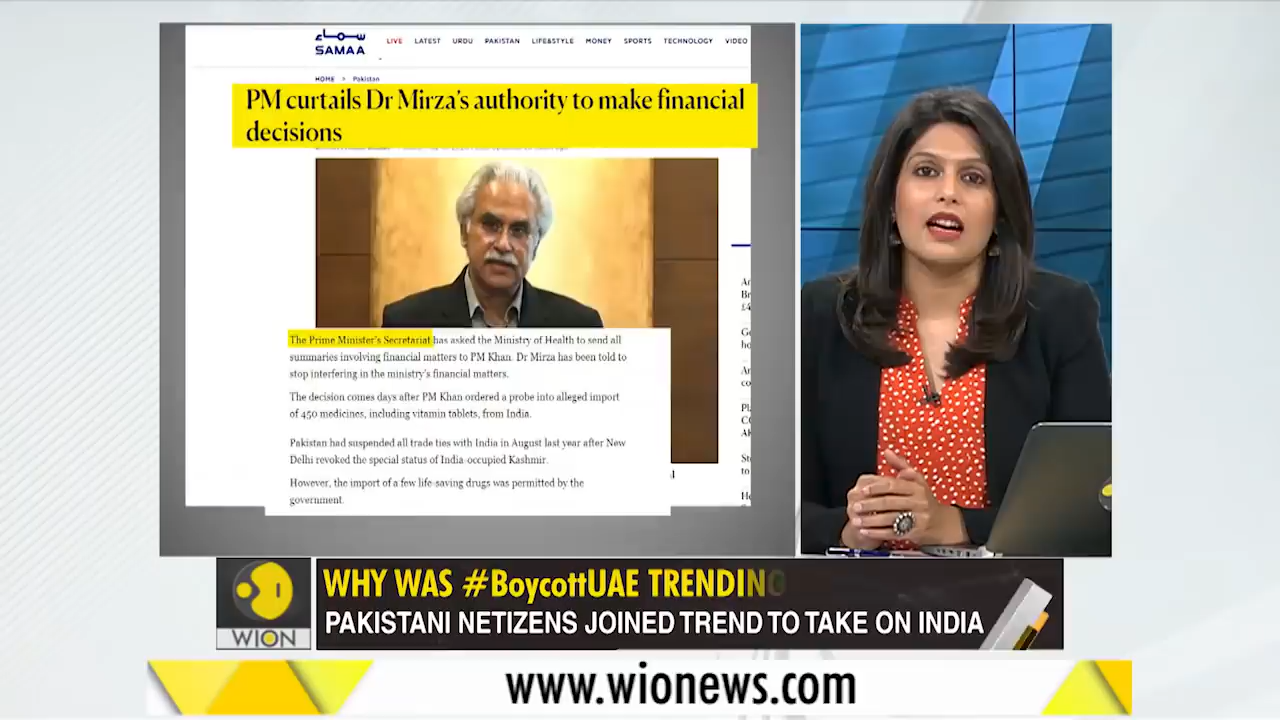 سماء
SAMAA
LIVE LATEST URDU PAKISTAN LIFE&STYLE MONEY SPORTS TECHNOLOGY VIDEO
HOME > Pakistan
PM curtails Dr Mirza's authority to make financial
decisions
The Prime Minister's Secretariat has asked the Ministry of Health to send all
summaries involving financial matters to PM Khan. Dr Mirza has been told to
stop interfering in the ministry's financial matters.
The decision comes days after PM Khan ordered a probe into alleged import
of 450 medicines, including vitamin tablets, from India.
Pakistan had suspended all trade ties with India in August last year after New
Delhi revoked the special status of India-occupied Kashmir.
However, the import of a few life-saving drugs was permitted by the
government.
WION
WHY WAS #BoycottUAE TRENDING
PAKISTANI NETIZENS JOINED TREND TO TAKE ON INDIA
www.wionews.com